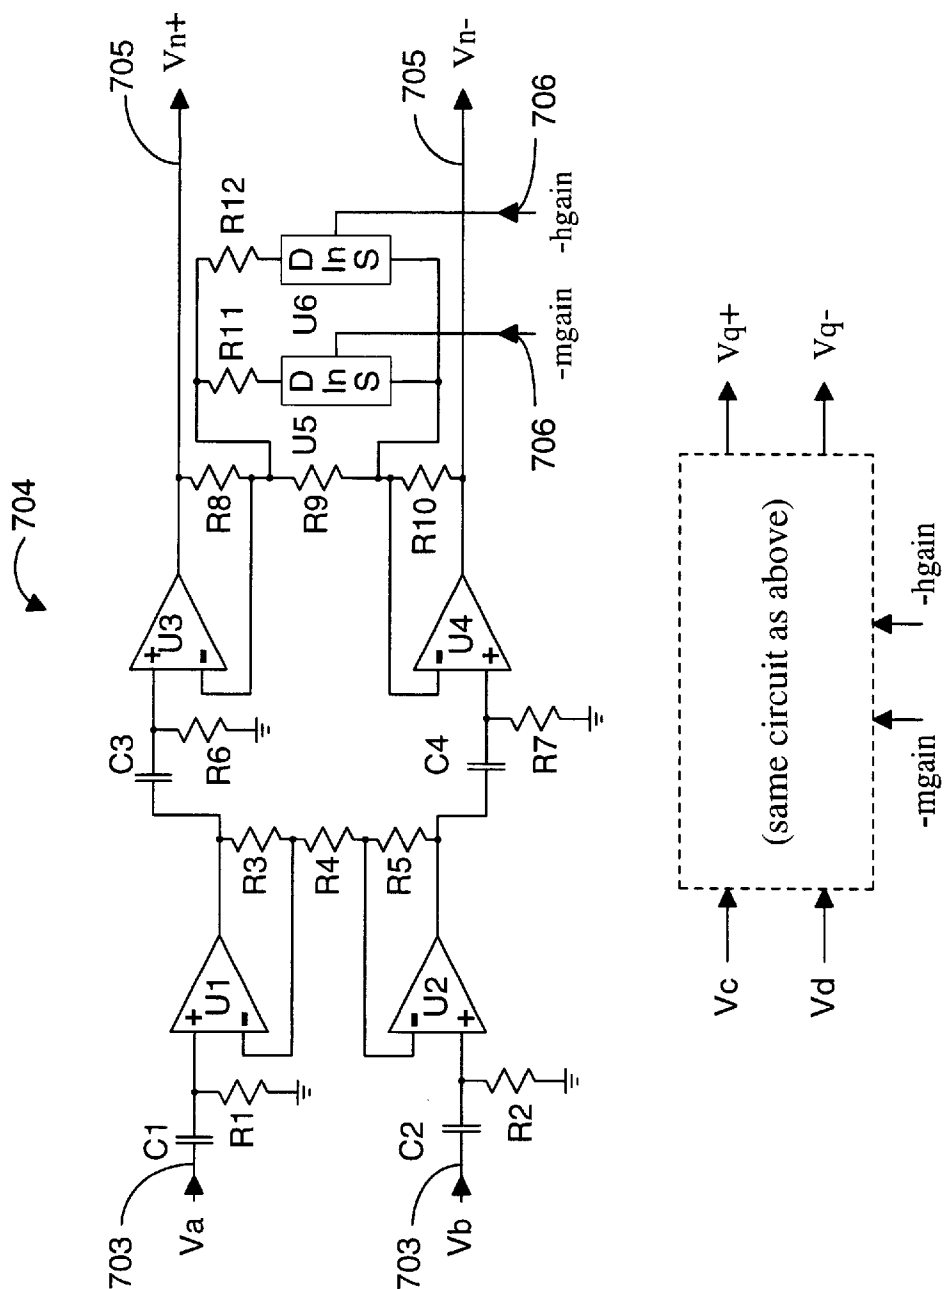 704
703
Va
C1
R1
+
-
U1
R3
R4
R5
703
Vb
C2
R2
-
+
U2
C3
R6
+
-
U3
R8
R9
R10
C4
R7
-
+
U4
705
Vn+
R11
R12
U5
D
In
S
U6
D
In
S
705
Vn-
706
-mgain
706
-hgain
Vc
Vd
(same circuit as above)
Vq+
Vq-
-mgain
-hgain